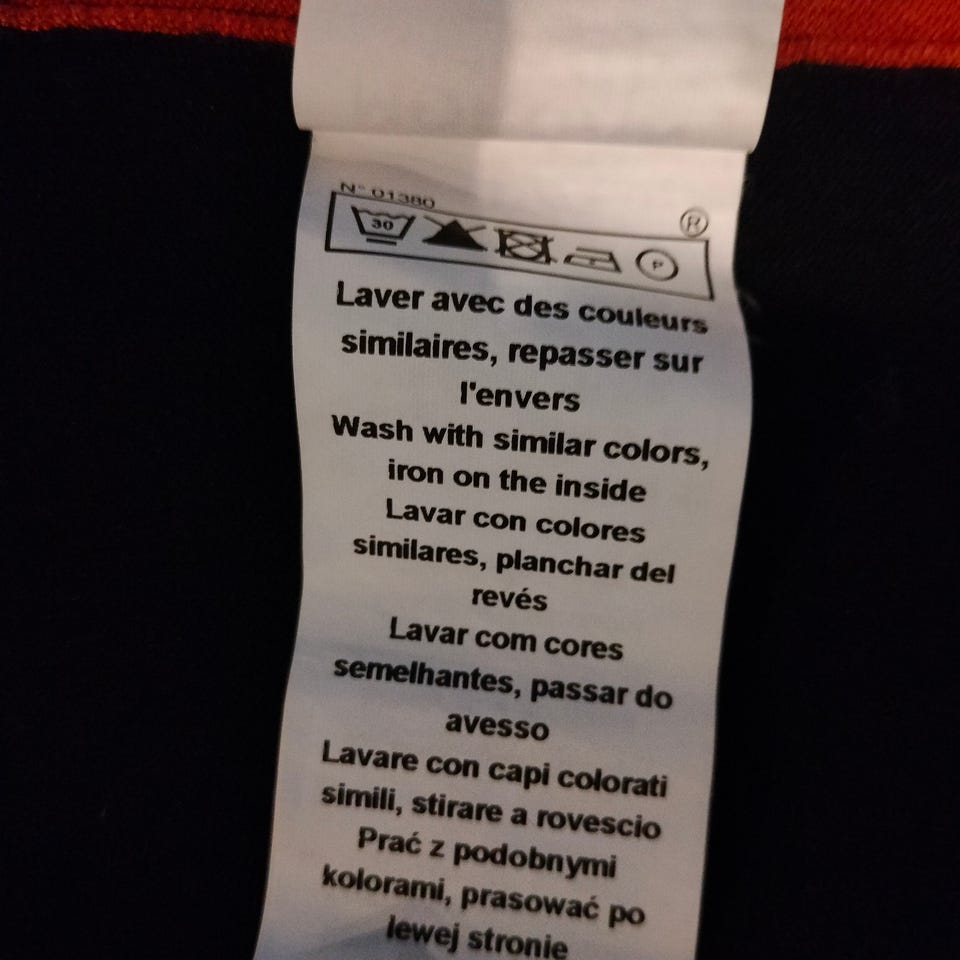 N° 01380
®
30 P
Laver avec des couleurs
similaires, repasser sur
l'envers
Wash with similar colors,
iron on the inside
Lavar con colores
similares, planchar del
revés
Lavar com cores
semelhantes, passar do
avesso
Lavare con capi colorati
simili, stirare a rovescio
Prać z podobnymi
kolorami, prasować po
lewej stronie